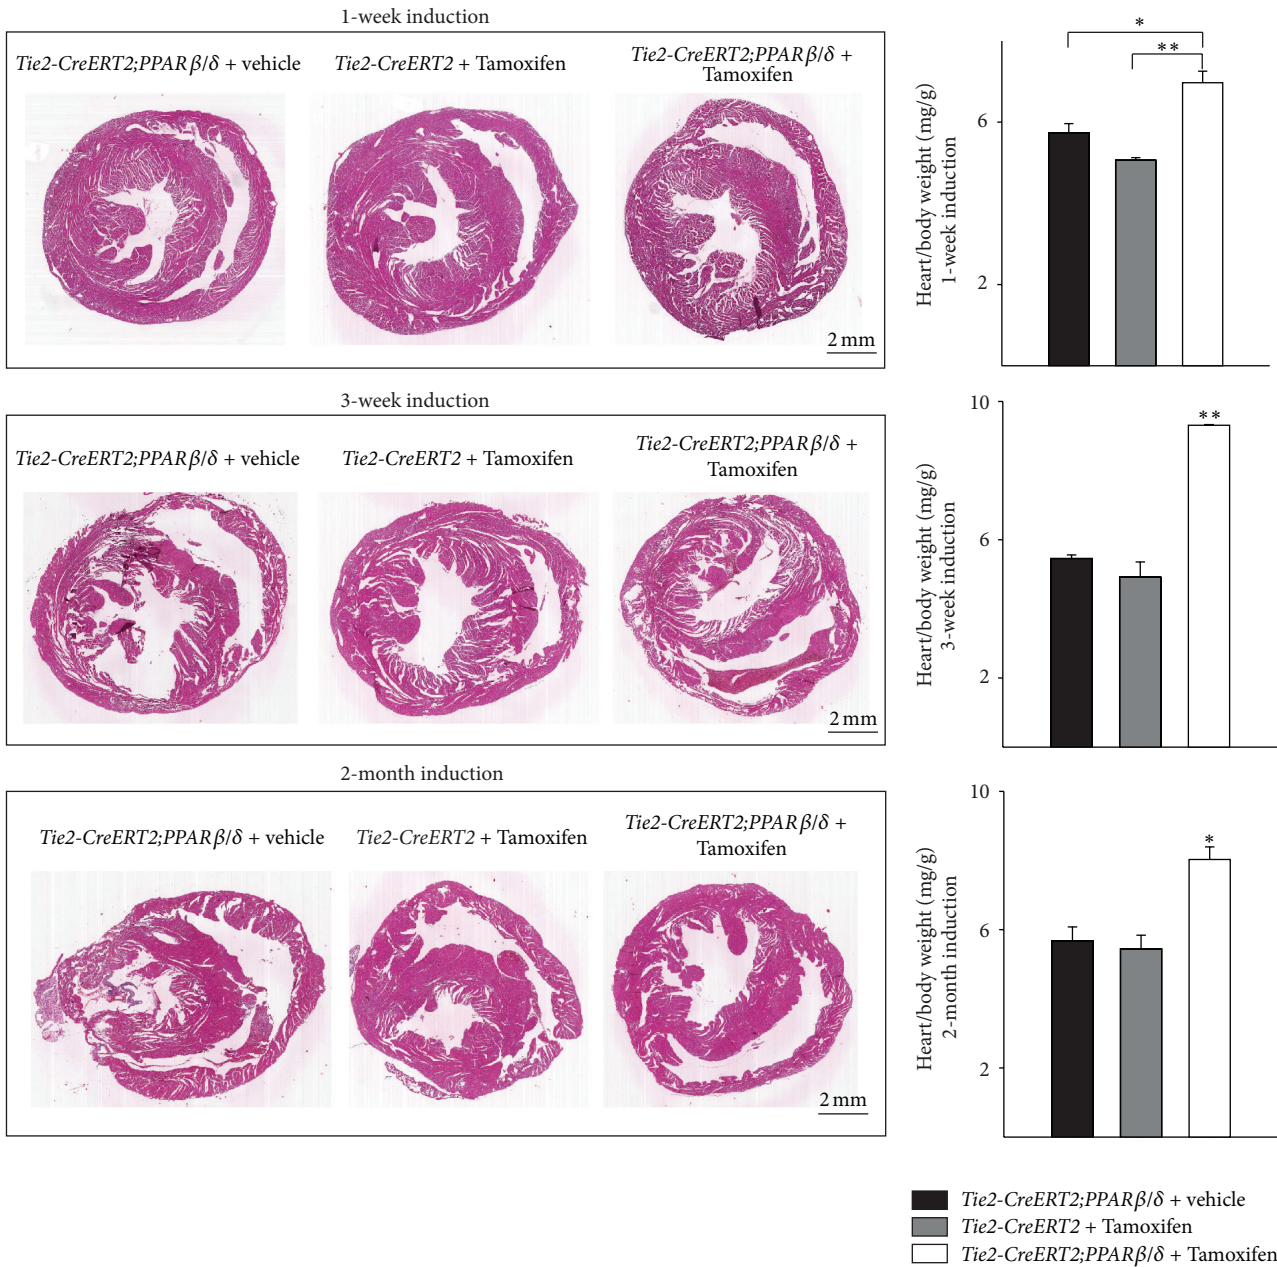 1-week induction
Tie2-CreERT2;PPARβ/δ + vehicle
Tie2-CreERT2 + Tamoxifen
Tie2-CreERT2;PPARβ/δ +
Tamoxifen
2 mm
Heart/body weight (mg/g)
1-week induction
6
2
*
**
3-week induction
Tie2-CreERT2;PPARβ/δ + vehicle
Tie2-CreERT2 + Tamoxifen
Tie2-CreERT2;PPARβ/δ +
Tamoxifen
2 mm
Heart/body weight (mg/g)
3-week induction
10
6
2
**
2-month induction
Tie2-CreERT2;PPARβ/δ + vehicle
Tie2-CreERT2 + Tamoxifen
Tie2-CreERT2;PPARβ/δ +
Tamoxifen
2 mm
Heart/body weight (mg/g)
2-month induction
10
6
2
*
Tie2-CreERT2;PPARβ/δ + vehicle
Tie2-CreERT2 + Tamoxifen
Tie2-CreERT2;PPARβ/δ + Tamoxifen